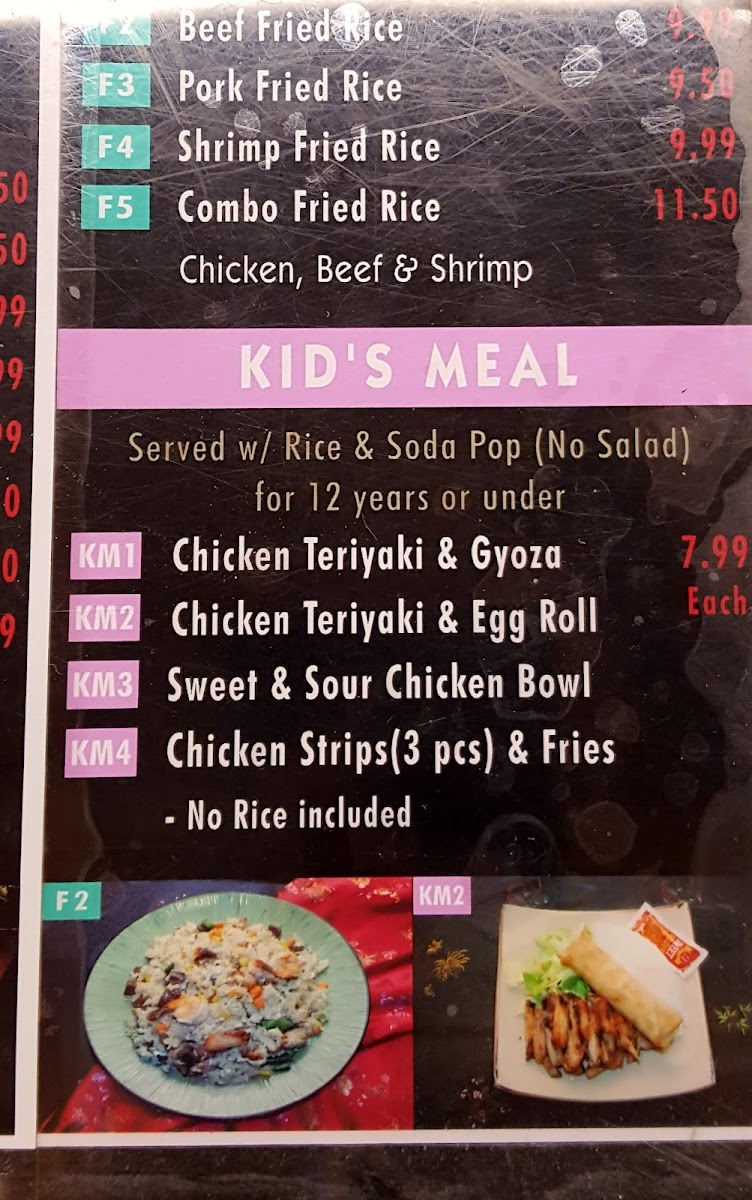 F2 Beef Fried Rice 9.99
F3 Pork Fried Rice 9.50
F4 Shrimp Fried Rice 9.99
F5 Combo Fried Rice 11.50
Chicken, Beef & Shrimp
KID'S MEAL
Served w/ Rice & Soda Pop (No Salad)
for 12 years or under
KM1 Chicken Teriyaki & Gyoza 7.99
Each
KM2 Chicken Teriyaki & Egg Roll
KM3 Sweet & Sour Chicken Bowl
KM4 Chicken Strips(3 pcs) & Fries
- No Rice included
F2
KM2